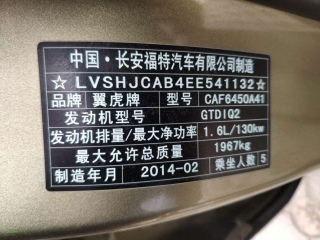 中国·长安福特汽车有限公司制造
☆LVSHJCAB4EE541132☆
品牌 翼虎牌 型号 CAF6450A41
发动机型号 GTDIQ2
发动机排量/最大净功率 1.6L/130kw
最大允许总质量 1967kg
制造年月 2014-02 乘坐人数 5